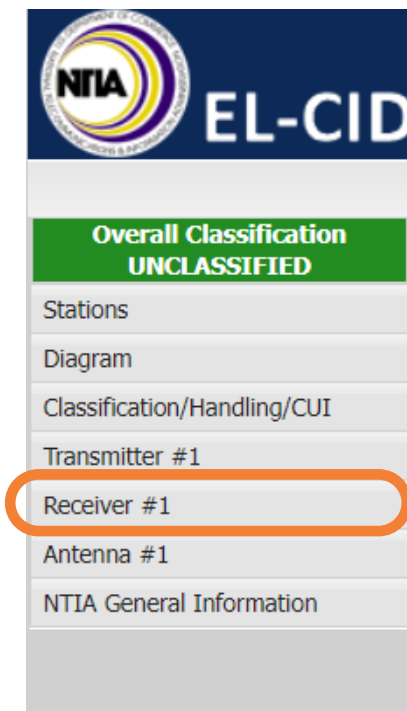 NTIA
EL-CID
Overall Classification
UNCLASSIFIED
Stations
Diagram
Classification/Handling/CUI
Transmitter #1
Receiver #1
Antenna #1
NTIA General Information